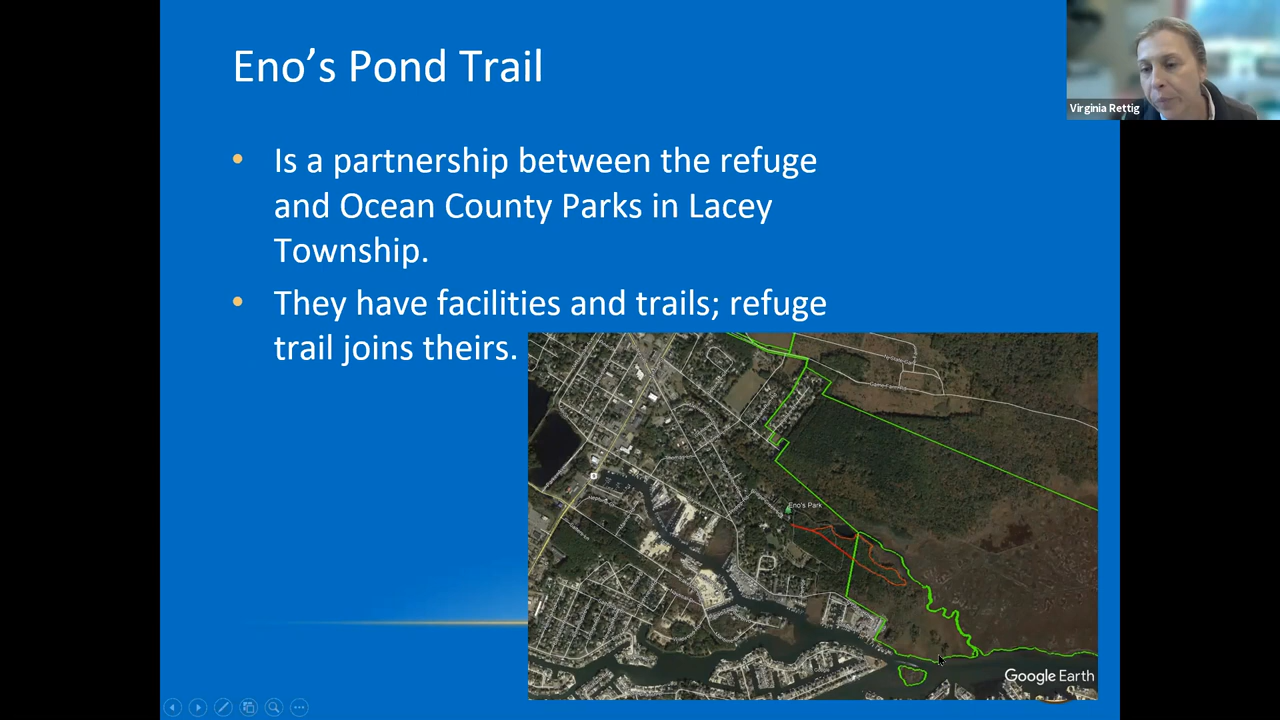 Eno’s Pond Trail
Virginia Rettig
• Is a partnership between the refuge
and Ocean County Parks in Lacey
Township.
• They have facilities and trails; refuge
trail joins theirs.
Eno's Park
Google Earth